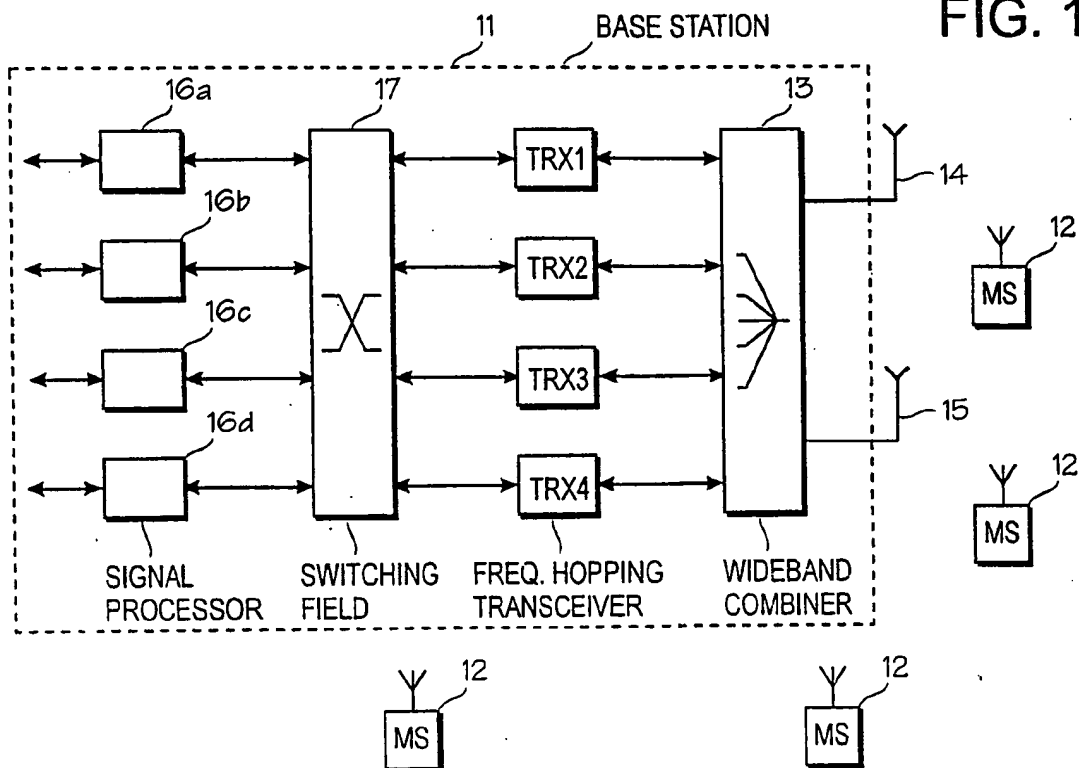 FIG. 1
11
BASE STATION
16a
17
13
TRX1
14
16b
12
TRX2
MS
16c
TRX3
15
16d
12
TRX4
MS
SIGNAL
PROCESSOR
SWITCHING
FIELD
FREQ. HOPPING
TRANSCEIVER
WIDEBAND
COMBINER
12
MS
12
MS